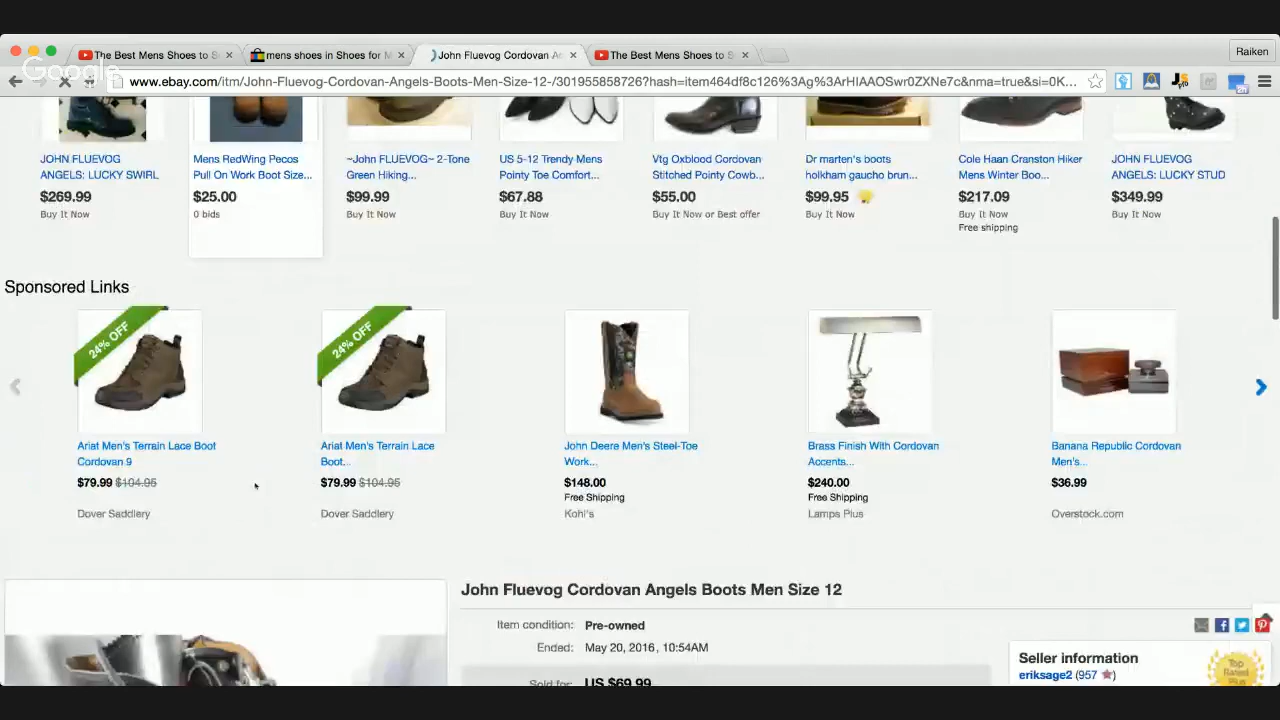 The Best Mens Shoes to S
mens shoes in Shoes for M
John Fluevog Cordovan A
The Best Mens Shoes to S
Raiken
Google
www.ebay.com/itm/John-Fluevog-Cordovan-Angels-Boots-Men-Size-12-/301955858726?hash=item464df8c126%3Ag%3ArHIAAOSwr0ZXNe7c&nma=true&si=0K...
JOHN FLUEVOG
ANGELS: LUCKY SWIRL
$269.99
Buy It Now
Mens RedWing Pecos
Pull On Work Boot Size...
$25.00
0 bids
~John FLUEVOG~ 2-Tone
Green Hiking...
$99.99
Buy It Now
US 5-12 Trendy Mens
Pointy Toe Comfort...
$67.88
Buy It Now
Vtg Oxblood Cordovan
Stitched Pointy Cowb...
$55.00
Buy It Now or Best offer
Dr marten's boots
holkham gaucho brun...
$99.95
Buy It Now
Cole Haan Cranston Hiker
Mens Winter Boo...
$217.09
Buy It Now
Free shipping
JOHN FLUEVOG
ANGELS: LUCKY STUD
$349.99
Buy It Now
Sponsored Links
24% OFF
Ariat Men's Terrain Lace Boot
Cordovan 9
$79.99 $104.95
Dover Saddlery
24% OFF
Ariat Men's Terrain Lace
Boot...
$79.99 $104.95
Dover Saddlery
John Deere Men's Steel-Toe
Work...
$148.00
Free Shipping
Kohl's
Brass Finish With Cordovan
Accents...
$240.00
Free Shipping
Lamps Plus
Banana Republic Cordovan
Men's...
$36.99
Overstock.com
John Fluevog Cordovan Angels Boots Men Size 12
Item condition: Pre-owned
Ended: May 20, 2016 , 10:54AM
Sold for: US $69.99
Seller information
eriksage2 (957)
Top
Rated
Plus